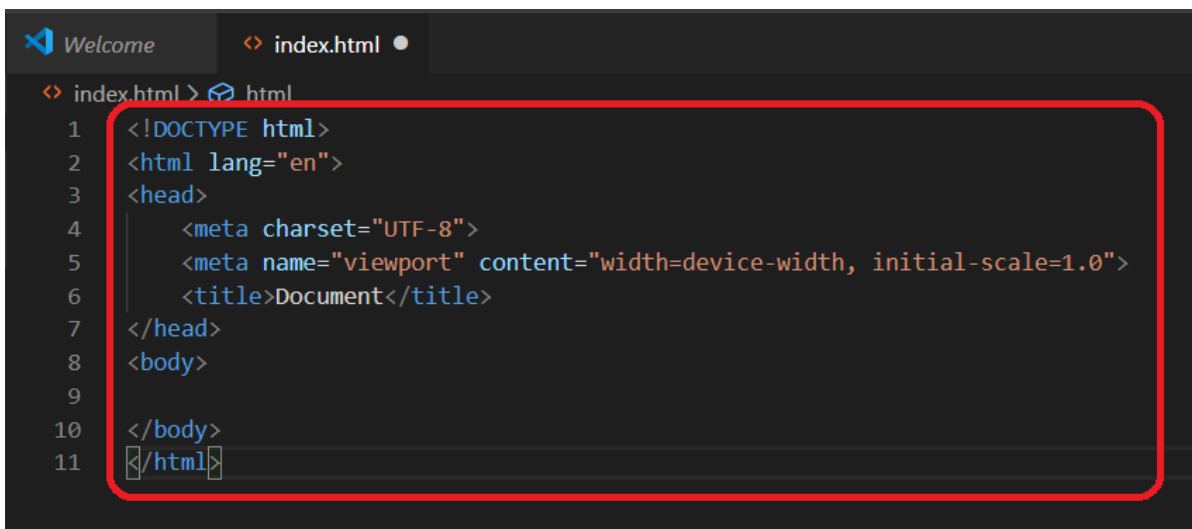 Welcome index.html
index.html > html
1 <!DOCTYPE html>
2 <html lang="en">
3 <head>
4     <meta charset="UTF-8">
5     <meta name="viewport" content="width=device-width, initial-scale=1.0">
6     <title>Document</title>
7 </head>
8 <body>
9
10 </body>
11 </html>